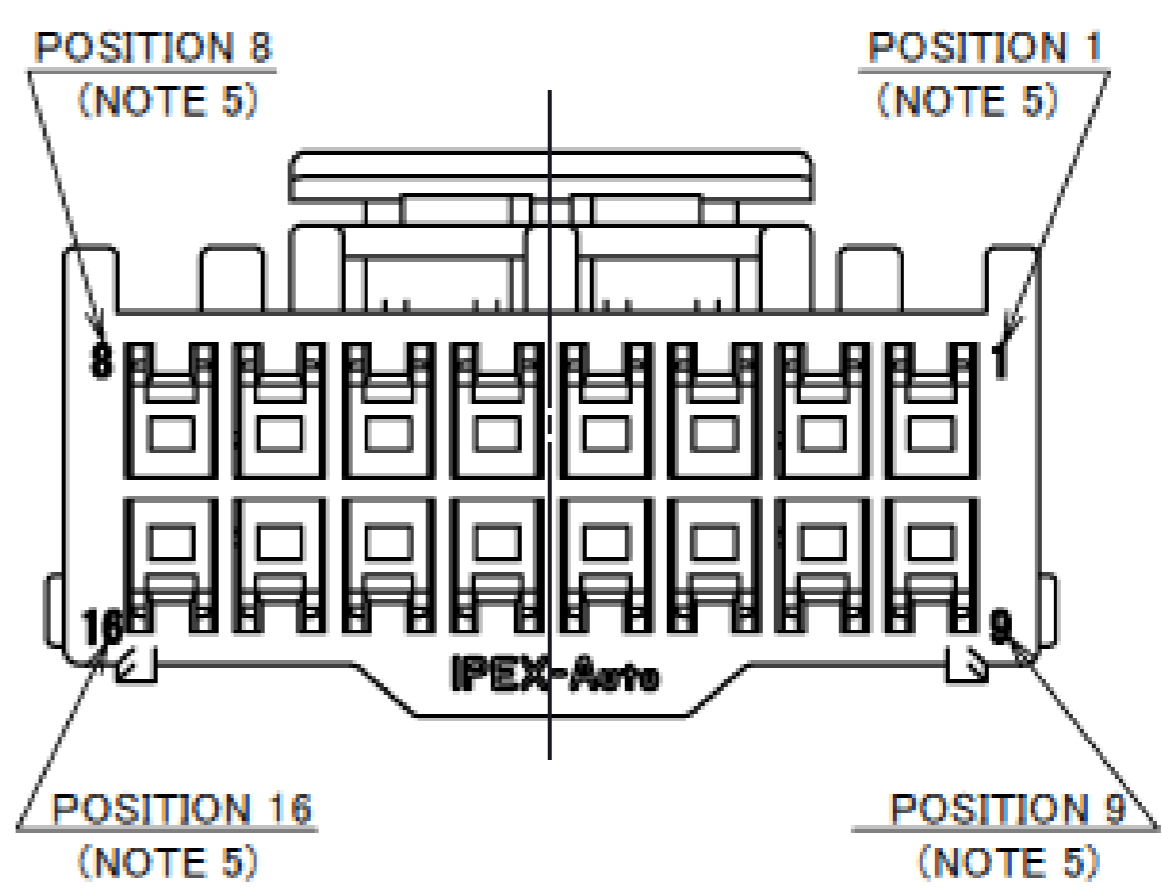 POSITION 8
(NOTE 5)
POSITION 1
(NOTE 5)
8
1
16
9
IPEX-Auto
POSITION 16
(NOTE 5)
POSITION 9
(NOTE 5)